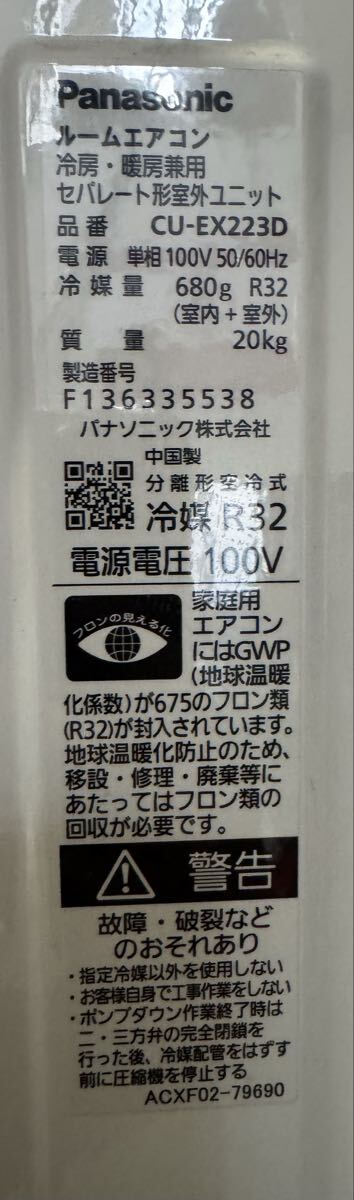 Panasonic
ルームエアコン
冷房・暖房兼用
セパレート形室外ユニット
品番 CU-EX223D
電源 単相100V 50/60Hz
冷媒量 680g R32
(室内+室外)
質量 20kg
製造番号
F136335538
パナソニック株式会社
中国製
分離形空冷式
冷媒 R32
電源電圧 100V
フロンの見える化
家庭用
エアコン
にはGWP
(地球温暖
化係数)が675のフロン類
(R32)が封入されています。
地球温暖化防止のため、
移設・修理・廃棄等に
あたってはフロン類の
回収が必要です。
警告
故障・破裂など
のおそれあり
・指定冷媒以外を使用しない
・お客様自身で工事作業をしない
・ポンプダウン作業終了時は
二・三方弁の完全閉鎖を
行った後、冷媒配管をはずす
前に圧縮機を停止する
ACXF02-79690